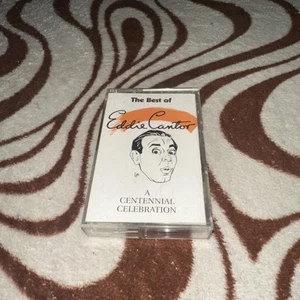 The Best of
Eddie Cantor
A
CENTENNIAL
CELEBRATION